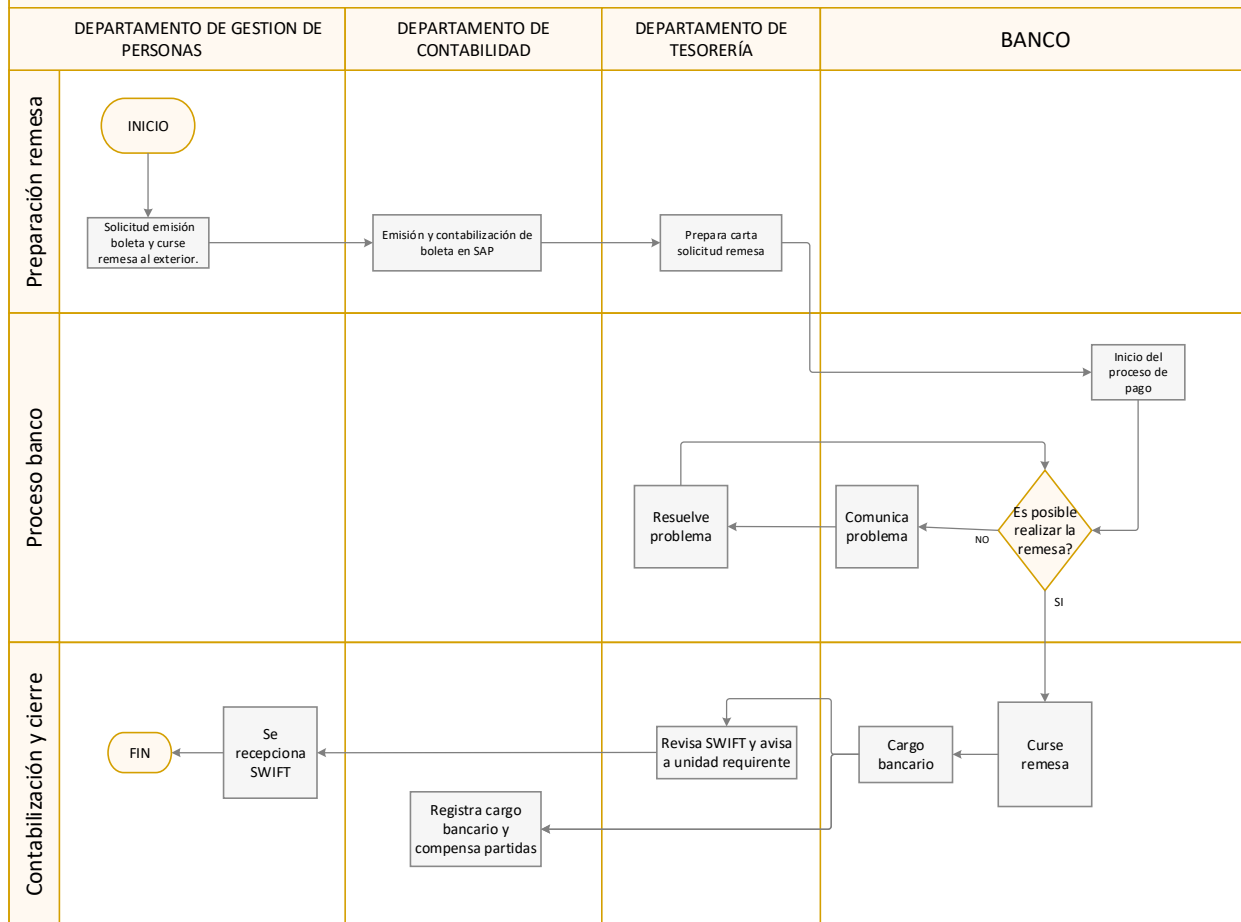 DEPARTAMENTO DE GESTION DE
PERSONAS
DEPARTAMENTO DE
CONTABILIDAD
DEPARTAMENTO DE
TESORERÍA
BANCO
Preparación remesa
INICIO
Solicitud emisión
boleta y curse
remesa al exterior.
Emisión y contabilización de
boleta en SAP
Prepara carta
solicitud remesa
Proceso banco
Inicio del
proceso de
pago
Resuelve
problema
Comunica
problema
NO
Es posible
realizar la
remesa?
SI
Contabilización y cierre
FIN
Se
recepciona
SWIFT
Revisa SWIFT y avisa
a unidad requirente
Cargo
bancario
Curse
remesa
Registra cargo
bancario y
compensa partidas